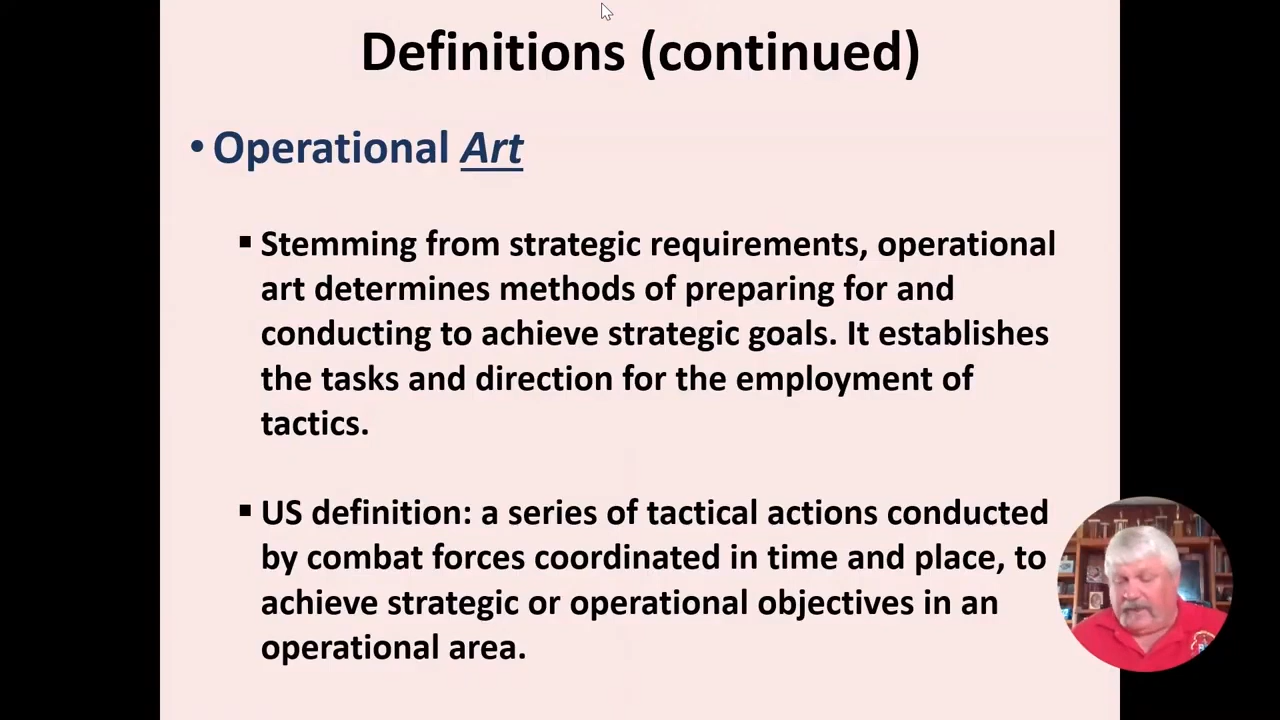 Definitions (continued)
• Operational Art
▪ Stemming from strategic requirements, operational
art determines methods of preparing for and
conducting to achieve strategic goals. It establishes
the tasks and direction for the employment of
tactics.
▪ US definition: a series of tactical actions conducted
by combat forces coordinated in time and place, to
achieve strategic or operational objectives in an
operational area.